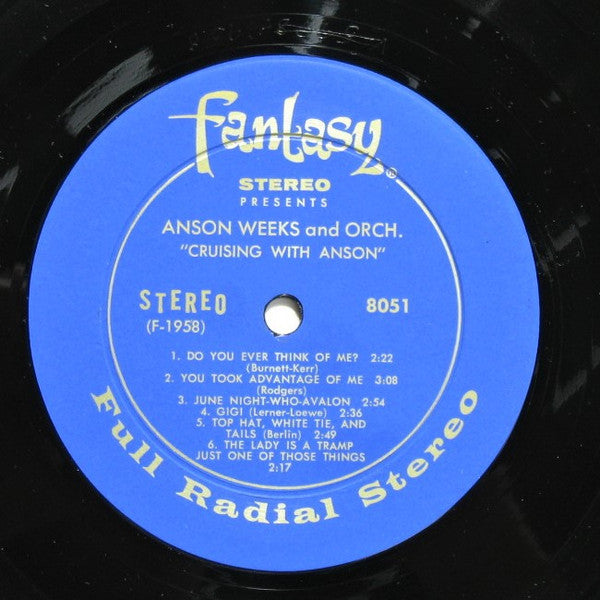 Fantasy®
STEREO
PRESENTS
ANSON WEEKS and ORCH.
"CRUISING WITH ANSON"
STEREO
(F-1958)
8051
1. DO YOU EVER THINK OF ME? 2:22
(Burnett-Kerr)
2. YOU TOOK ADVANTAGE OF ME 3:08
(Rodgers)
3. JUNE NIGHT-WHO-AVALON 2:54
4. GIGI (Lerner-Loewe) 2:36
5. TOP HAT, WHITE TIE, AND
TAILS (Berlin) 2:49
6. THE LADY IS A TRAMP
JUST ONE OF THOSE THINGS
2:17
Full Radial Stereo